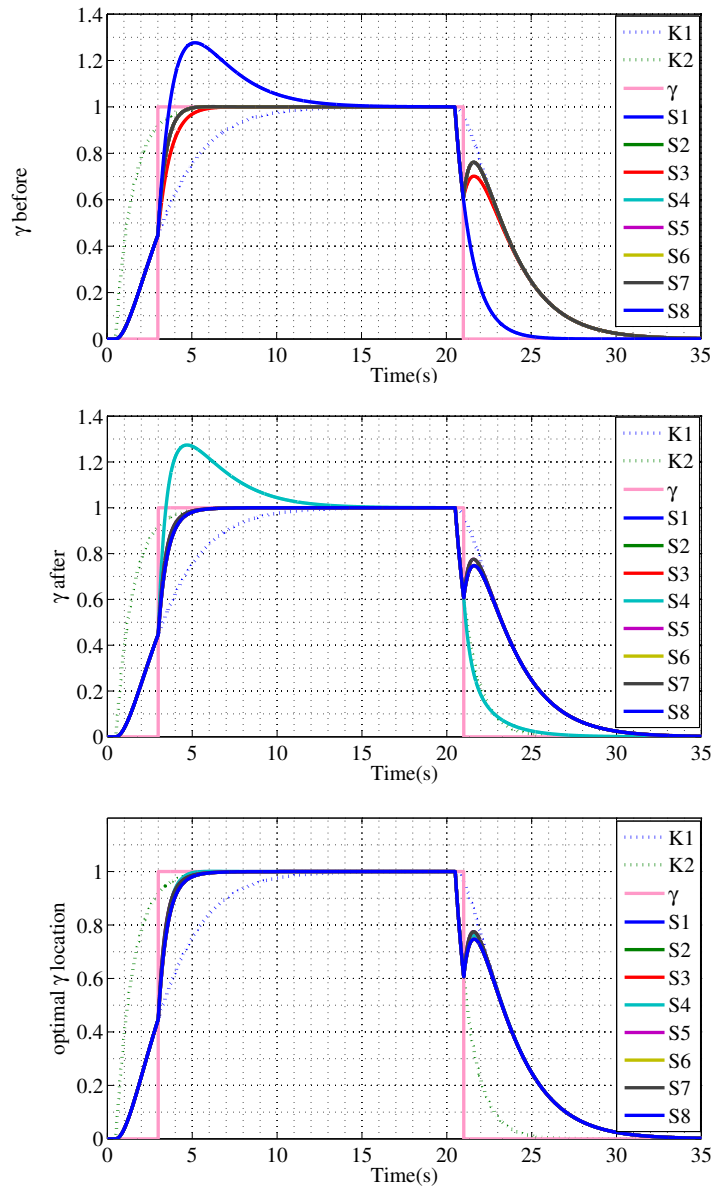 1.4
1.2
1
0.8
0.6
0.4
0.2
0
γ before
0 5 10 15 20 25 30 35
Time(s)
K1
K2
γ
S1
S2
S3
S4
S5
S6
S7
S8
1.4
1.2
1
0.8
0.6
0.4
0.2
0
γ after
0 5 10 15 20 25 30 35
Time(s)
K1
K2
γ
S1
S2
S3
S4
S5
S6
S7
S8
1
0.8
0.6
0.4
0.2
0
optimal γ location
0 5 10 15 20 25 30 35
Time(s)
K1
K2
γ
S1
S2
S3
S4
S5
S6
S7
S8